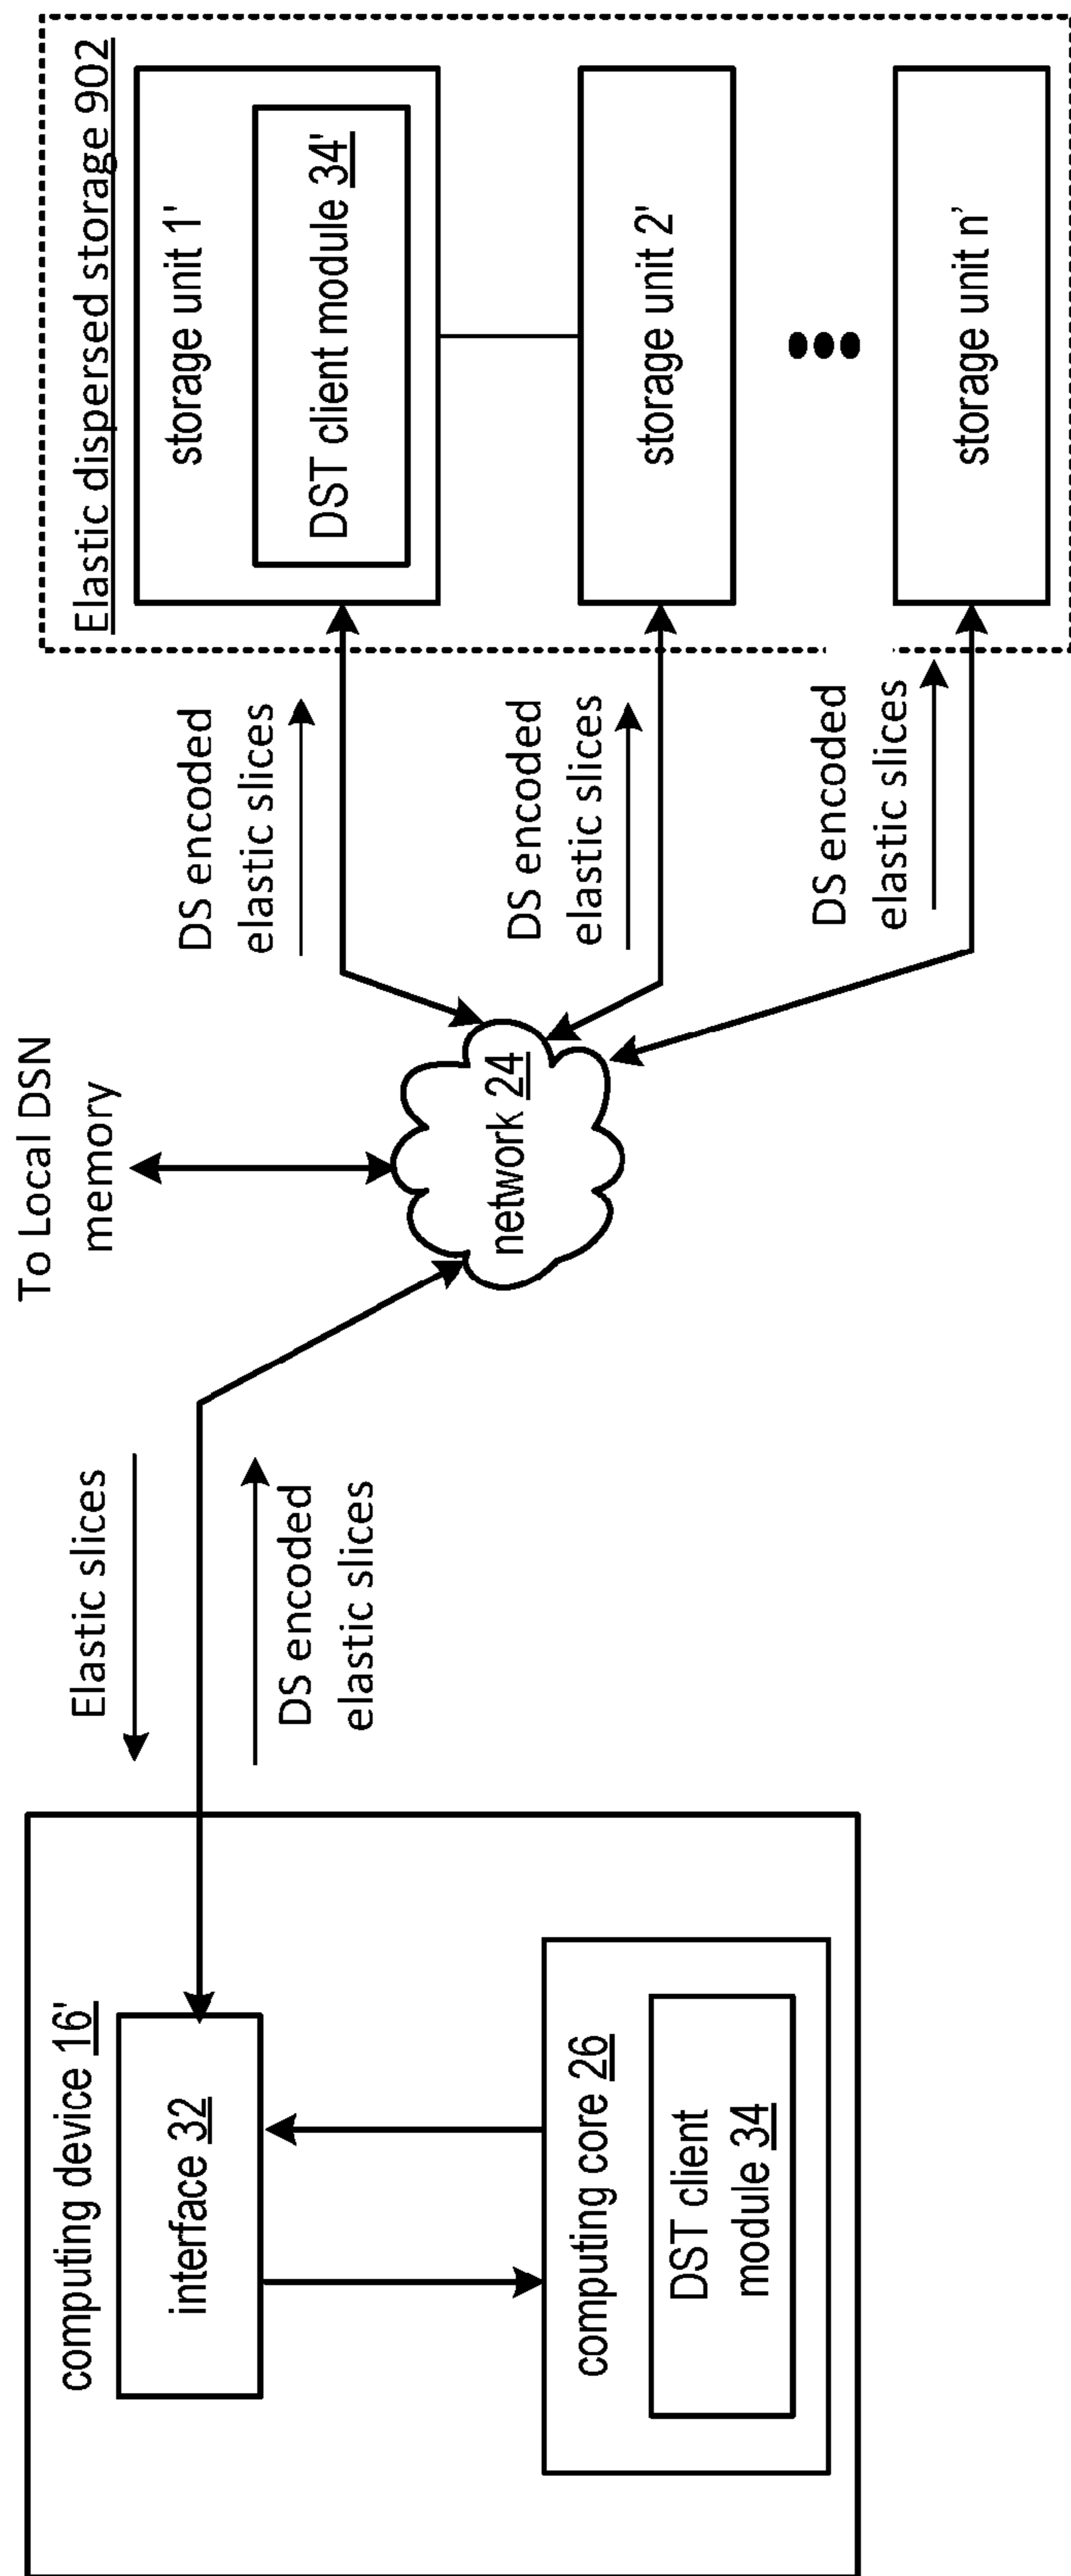 computing device 16'
interface 32
computing core 26
DST client
module 34
Elastic slices
DS encoded
elastic slices
To Local DSN
memory
network 24
DS encoded
elastic slices
DS encoded
elastic slices
DS encoded
elastic slices
Elastic dispersed storage 902
storage unit 1'
DST client module 34'
storage unit 2'
storage unit n’